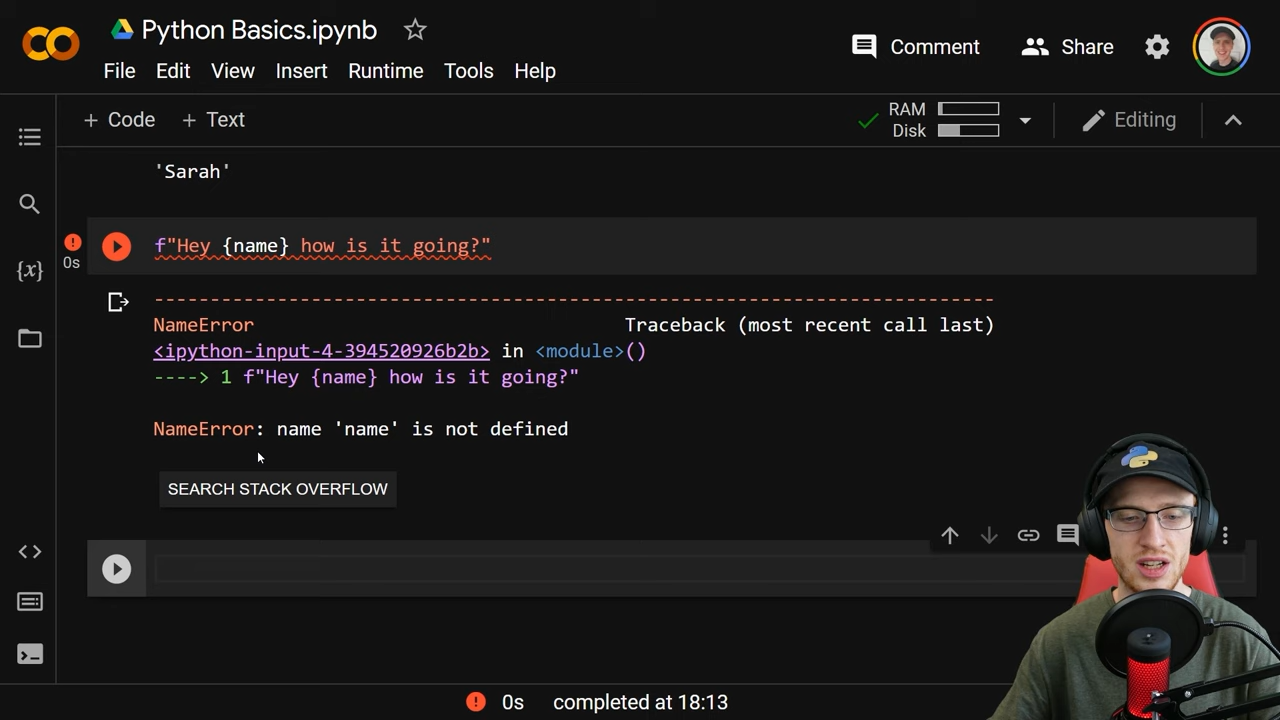 Python Basics.ipynb
Comment
Share
File Edit View Insert Runtime Tools Help
+ Code + Text
RAM
Disk
Editing
'Sarah'
f"Hey {name} how is it going?"
0s
{x}
---------------------------------------------------------------------------
NameError                                 Traceback (most recent call last)
<ipython-input-4-394520926b2b> in <module>()
----> 1 f"Hey {name} how is it going?"
NameError: name 'name' is not defined
SEARCH STACK OVERFLOW
0s completed at 18:13